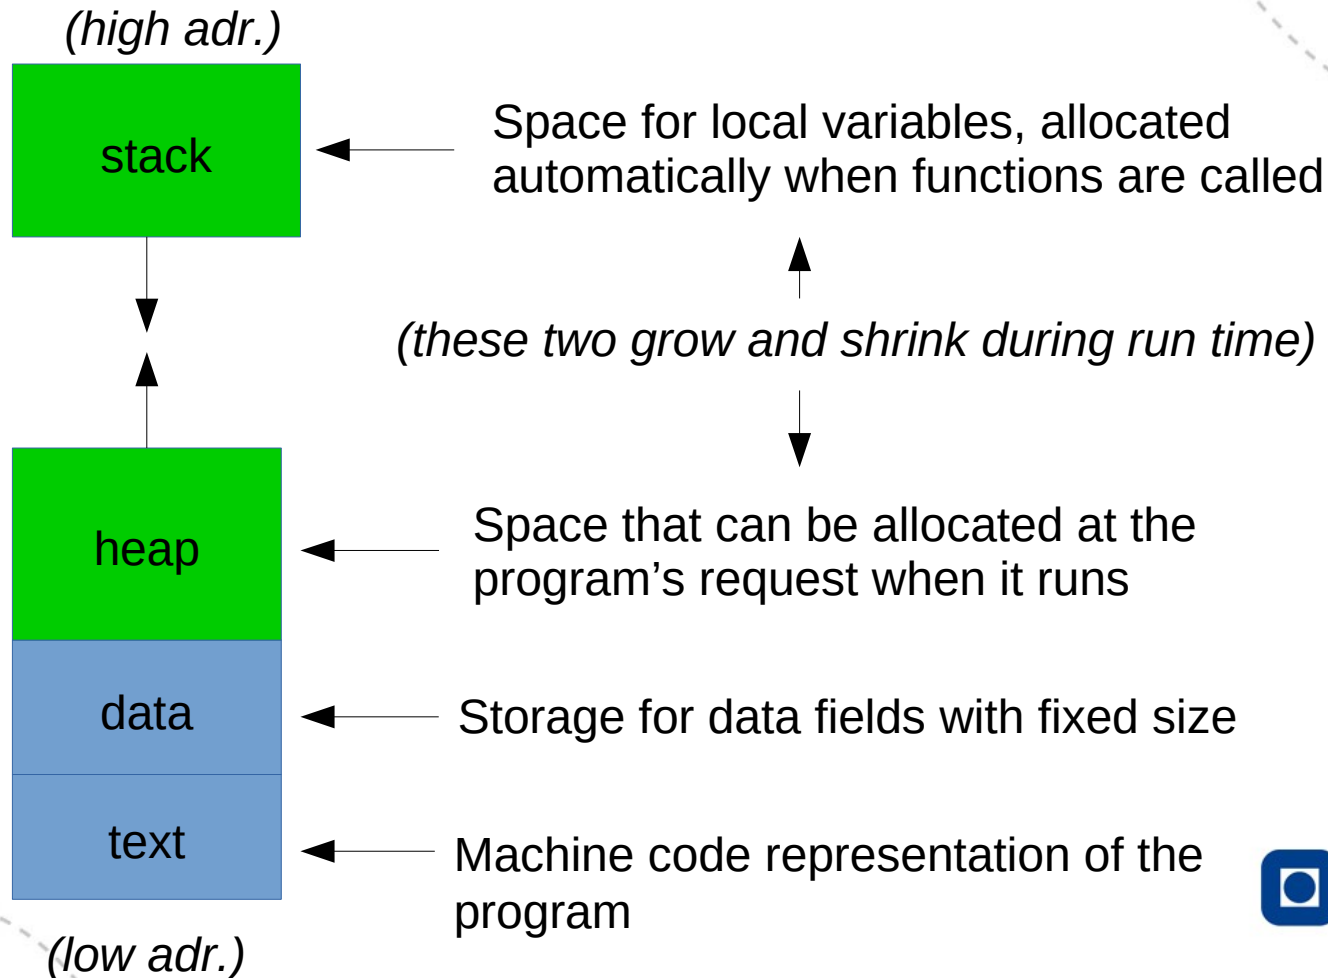 (high adr.)
stack
Space for local variables, allocated
automatically when functions are called
(these two grow and shrink during run time)
heap
Space that can be allocated at the
program’s request when it runs
data
Storage for data fields with fixed size
text
Machine code representation of the
program
(low adr.)